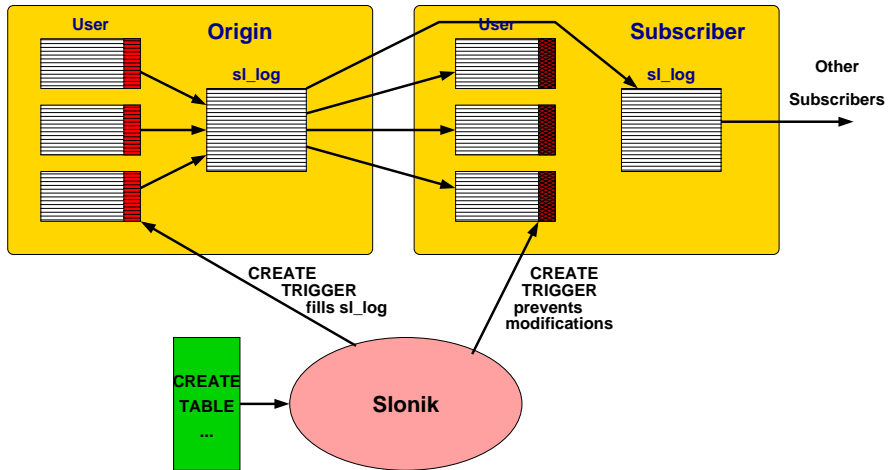 User
Origin
sl_log
User
Subscriber
sl_log
Other
Subscribers
CREATE
TRIGGER
fills sl_log
CREATE
TRIGGER
prevents
modifications
CREATE
TABLE
...
Slonik